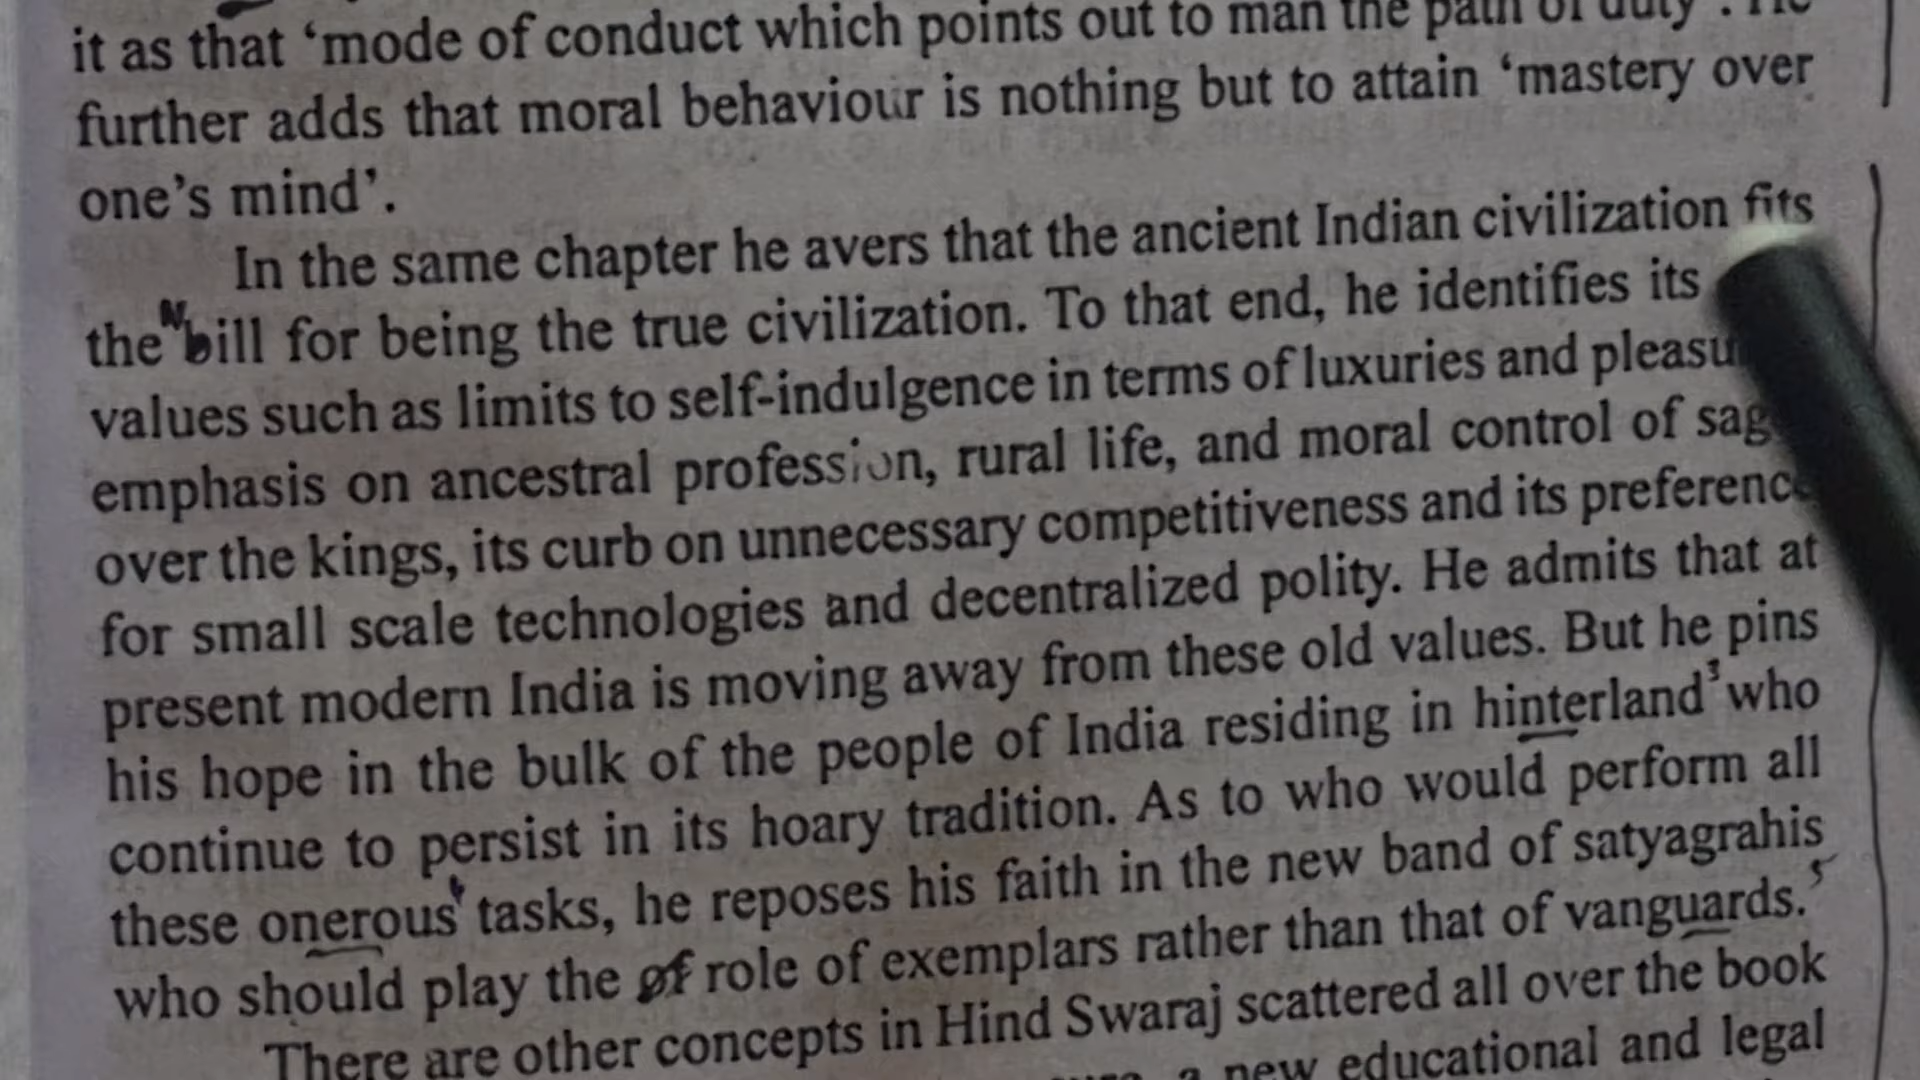 it as that ‘mode of conduct which points out to man the path of duty’. He
further adds that moral behaviour is nothing but to attain ‘mastery over
one’s mind’.
In the same chapter he avers that the ancient Indian civilization fits
the bill for being the true civilization. To that end, he identifies its
values such as limits to self-indulgence in terms of luxuries and
emphasis on ancestral profession, rural life, and moral control of
over the kings, its curb on unnecessary competitiveness and its preference
for small scale technologies and decentralized polity. He admits that at
present modern India is moving away from these old values. But he pins
his hope in the bulk of the people of India residing in hinterland³ who
continue to persist in its hoary tradition. As to who would perform all
these onerous tasks, he reposes his faith in the new band of satyagrahis
who should play the of role of exemplars rather than that of vanguards.⁵
There are other concepts in Hind Swaraj scattered all over the book
a new educational and legal